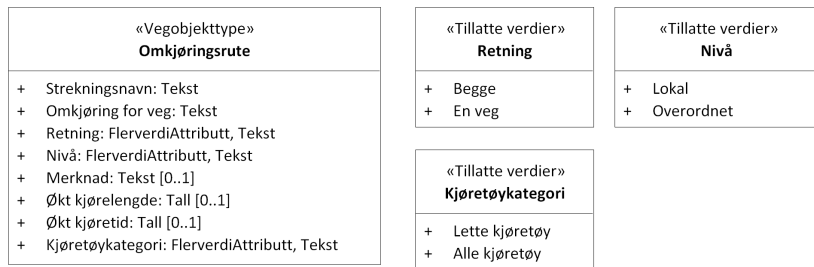 «Vegobjekttype»
Omkjøringsrute
+ Strekningsnavn: Tekst
+ Omkjøring for veg: Tekst
+ Retning: FlerverdiAttributt, Tekst
+ Nivå: FlerverdiAttributt, Tekst
+ Merknad: Tekst [0..1]
+ Økt kjørelengde: Tall [0..1]
+ Økt kjøretid: Tall [0..1]
+ Kjøretøykategori: FlerverdiAttributt, Tekst
«Tillatte verdier»
Retning
+ Begge
+ En veg
«Tillatte verdier»
Nivå
+ Lokal
+ Overordnet
«Tillatte verdier»
Kjøretøykategori
+ Lette kjøretøy
+ Alle kjøretøy